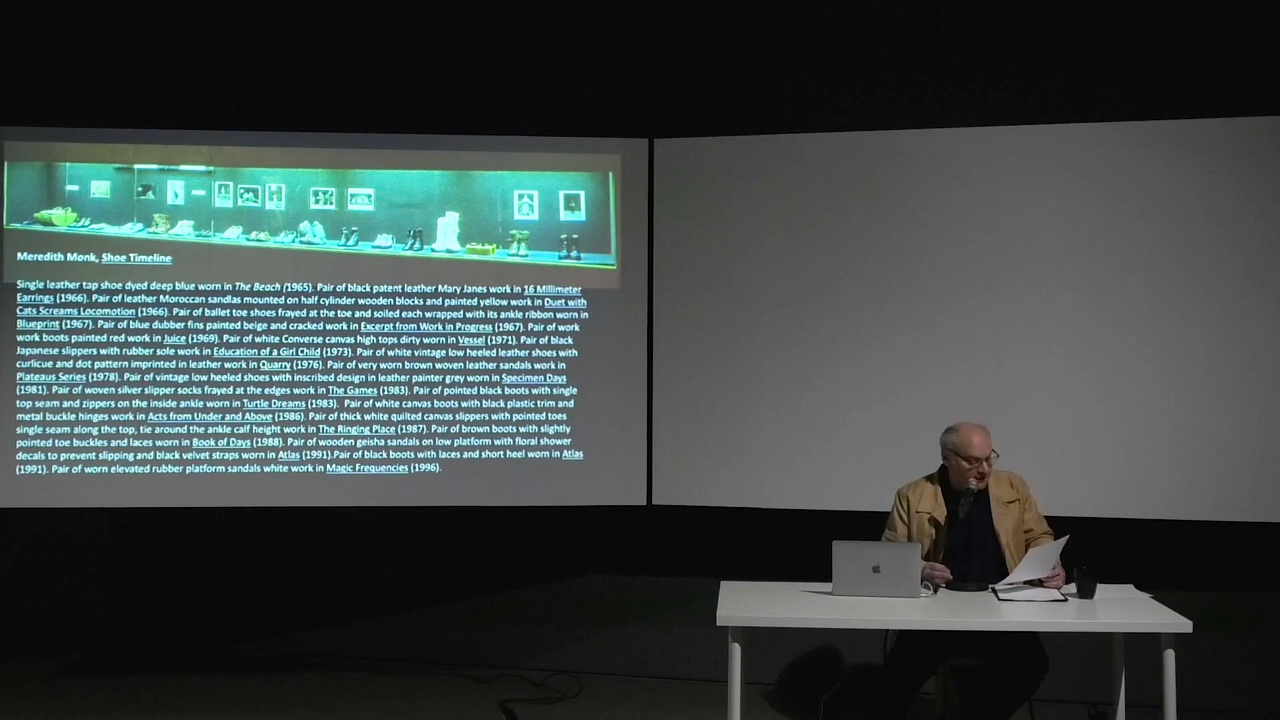 Meredith Monk, Shoe Timeline
Single leather tap shoe dyed deep blue worn in The Beach (1965). Pair of black patent leather Mary Janes work in 16 Millimeter
Earrings (1966). Pair of leather Moroccan sandlas mounted on half cylinder wooden blocks and painted yellow work in Duet with
Cats Screams Locomotion (1966). Pair of ballet toe shoes frayed at the toe and soiled each wrapped with its ankle ribbon worn in
Blueprint (1967). Pair of blue dubber fins painted beige and cracked work in Excerpt from Work in Progress (1967). Pair of work
work boots painted red work in Juice (1969). Pair of white Converse canvas high tops dirty worn in Vessel (1971). Pair of black
Japanese slippers with rubber sole work in Education of a Girl Child (1973). Pair of white vintage low heeled leather shoes with
curlicue and dot pattern imprinted in leather work in Quarry (1976). Pair of very worn brown woven leather sandals work in
Plateaus Series (1978). Pair of vintage low heeled shoes with inscribed design in leather painter grey worn in Specimen Days
(1981). Pair of woven silver slipper socks frayed at the edges work in The Games (1983). Pair of pointed black boots with single
top seam and zippers on the inside ankle worn in Turtle Dreams (1983). Pair of white canvas boots with black plastic trim and
metal buckle hinges work in Acts from Under and Above (1986). Pair of thick white quilted canvas slippers with pointed toes
single seam along the top, tie around the ankle calf height work in The Ringing Place (1987). Pair of brown boots with slightly
pointed toe buckles and laces worn in Book of Days (1988). Pair of wooden geisha sandals on low platform with floral shower
decals to prevent slipping and black velvet straps worn in Atlas (1991).Pair of black boots with laces and short heel worn in Atlas
(1991). Pair of worn elevated rubber platform sandals white work in Magic Frequencies (1996).